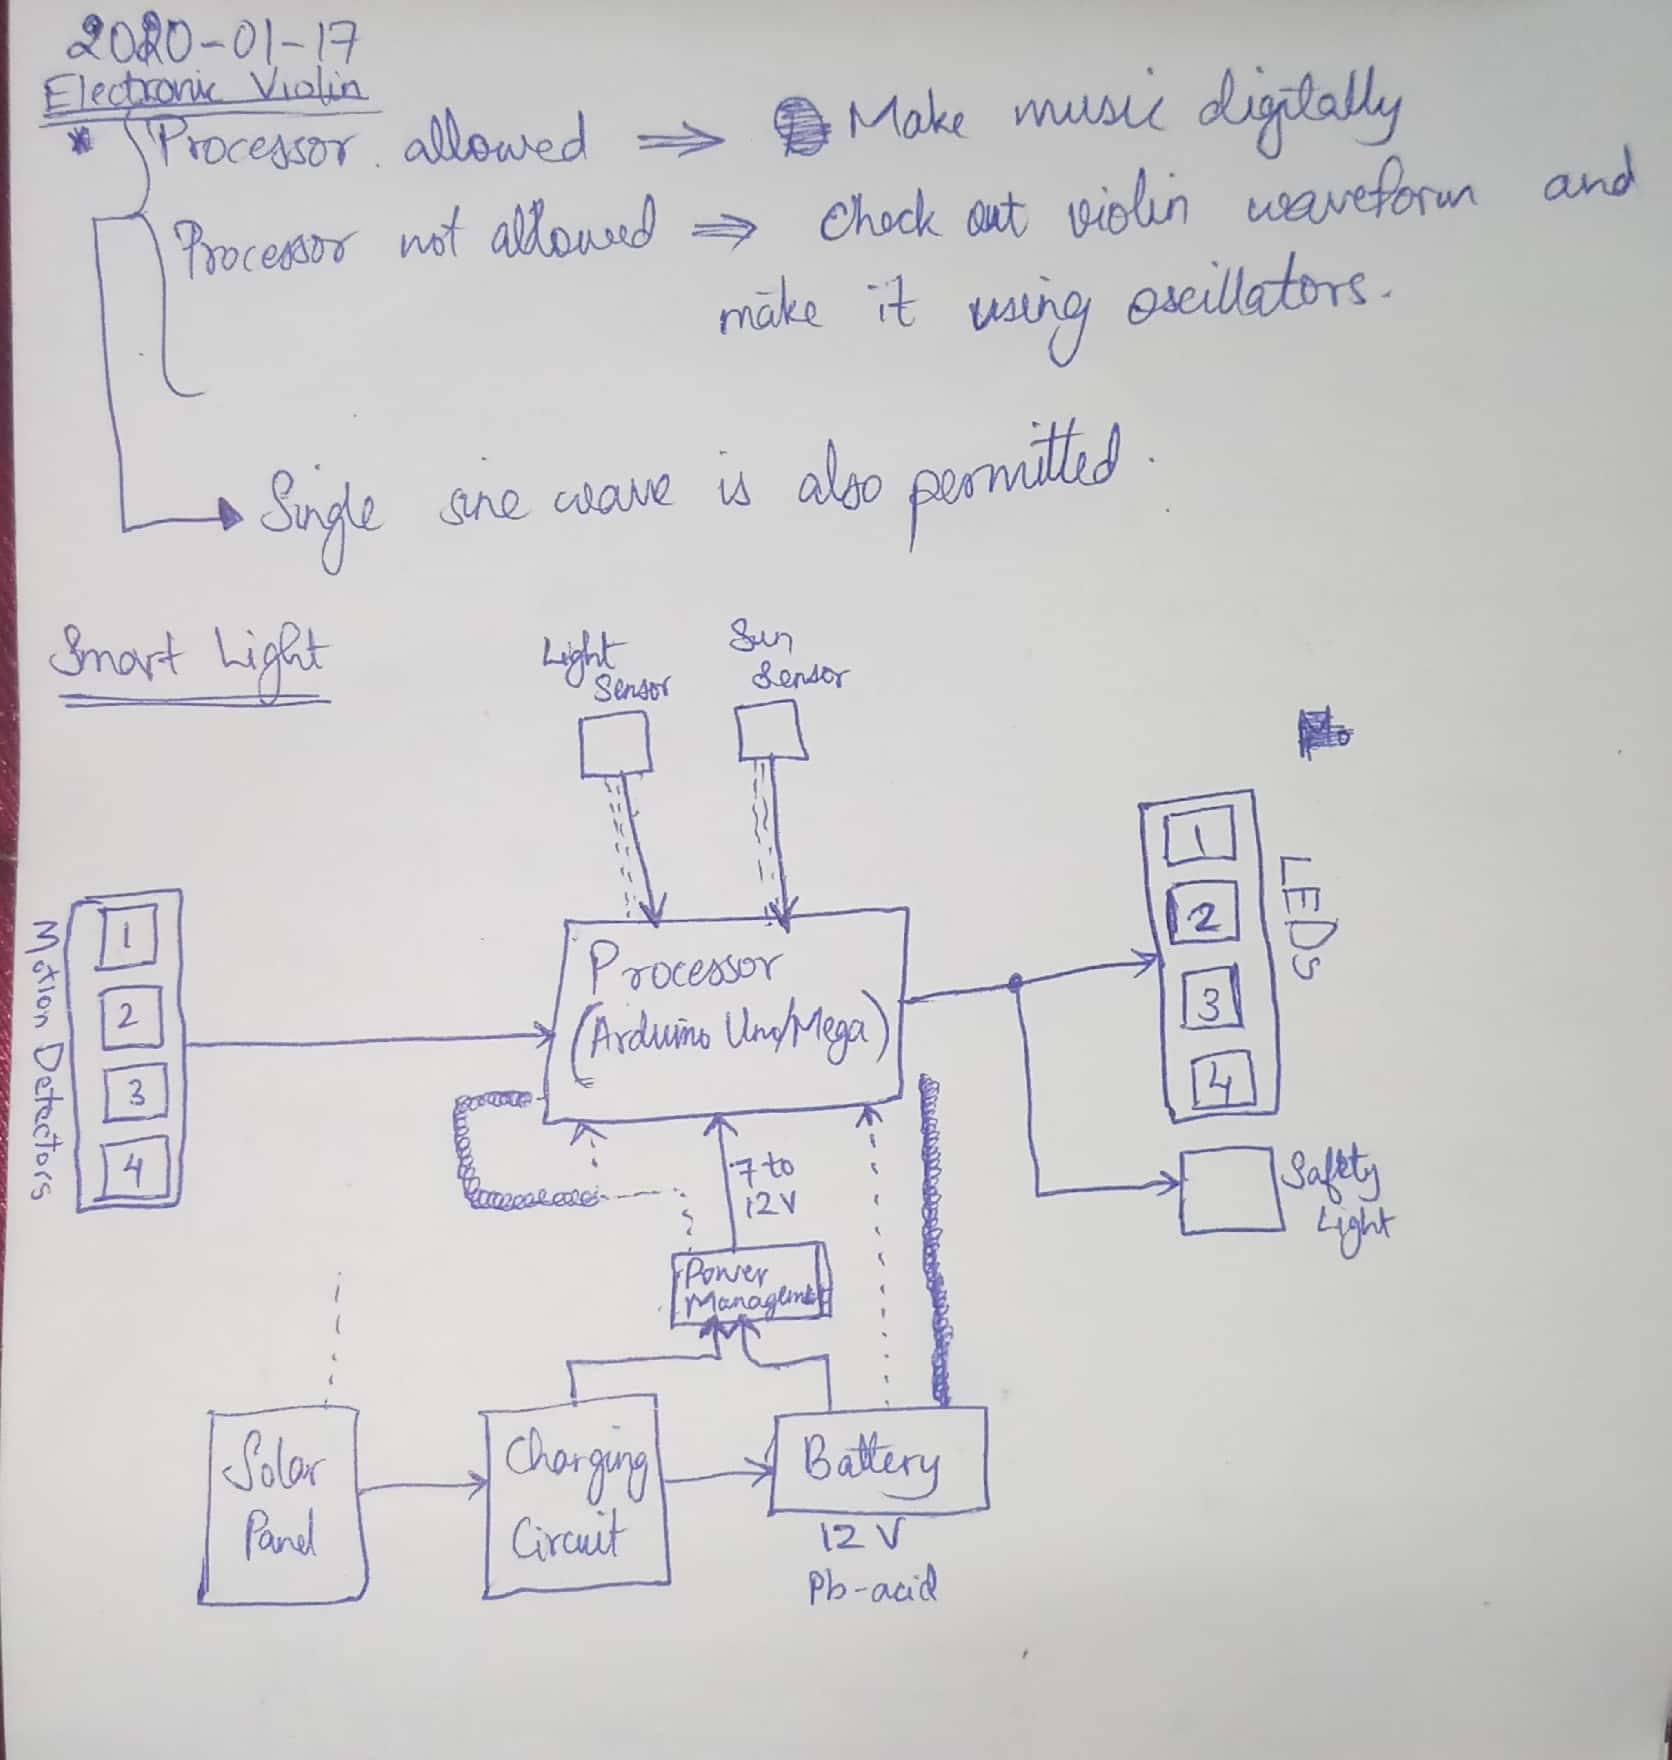 2020-01-17
Electronic Violin
* Processor allowed ⇒ Make music digitally
Processor not allowed ⇒ Check out violin waveform and
make it using oscillators.
Single sine wave is also permitted.
Smart Light
Light
Sensor
Sun
Sensor
Motion Detectors
1
2
3
4
Processor
(Arduino Uno/Mega)
LEDs
1
2
3
4
Safety
Light
7 to
12V
Power
Management
Solar
Panel
Charging
Circuit
Battery
12 V
Pb-acid